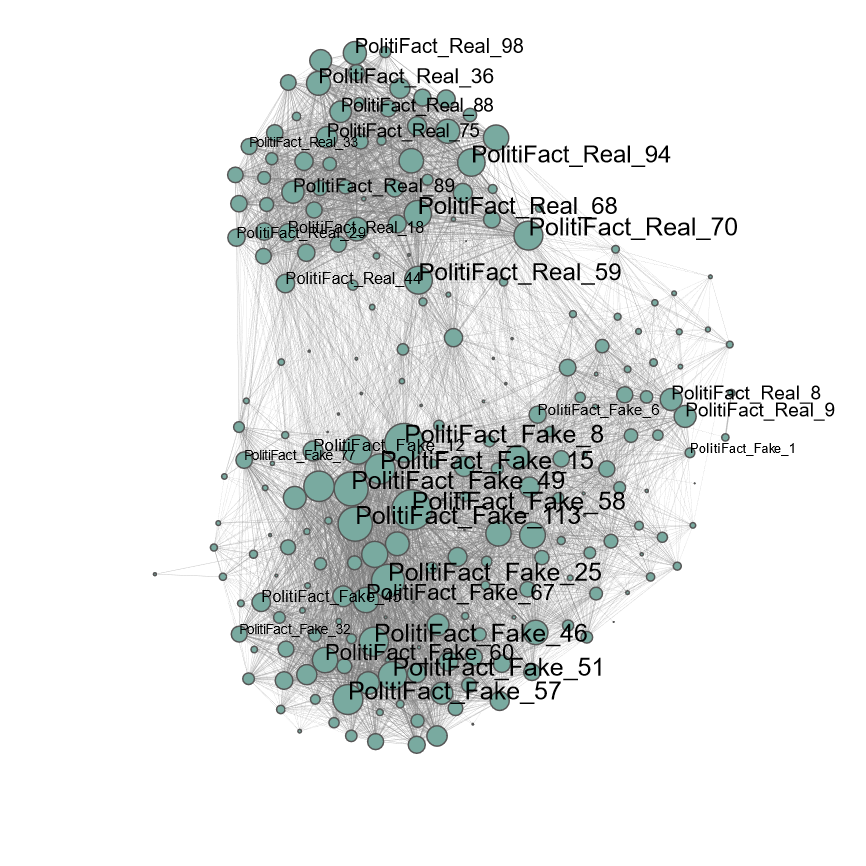 PolitiFact_Real_98
PolitiFact_Real_36
PolitiFact_Real_88
PolitiFact_Real_75
PolitiFact_Real_33
PolitiFact_Real_94
PolitiFact_Real_89
PolitiFact_Real_68
PolitiFact_Real_18
PolitiFact_Real_70
PolitiFact_Real_29
PolitiFact_Real_59
PolitiFact_Real_44
PolitiFact_Real_8
PolitiFact_Real_9
PolitiFact_Fake_6
PolitiFact_Fake_8
PolitiFact_Fake_12
PolitiFact_Fake_1
PolitiFact_Fake_77
PolitiFact_Fake_15
PolitiFact_Fake_49
PolitiFact_Fake_58
PolitiFact_Fake_113
PolitiFact_Fake_25
PolitiFact_Fake_67
PolitiFact_Fake_32
PolitiFact_Fake_46
PolitiFact_Fake_60
PolitiFact_Fake_51
PolitiFact_Fake_57